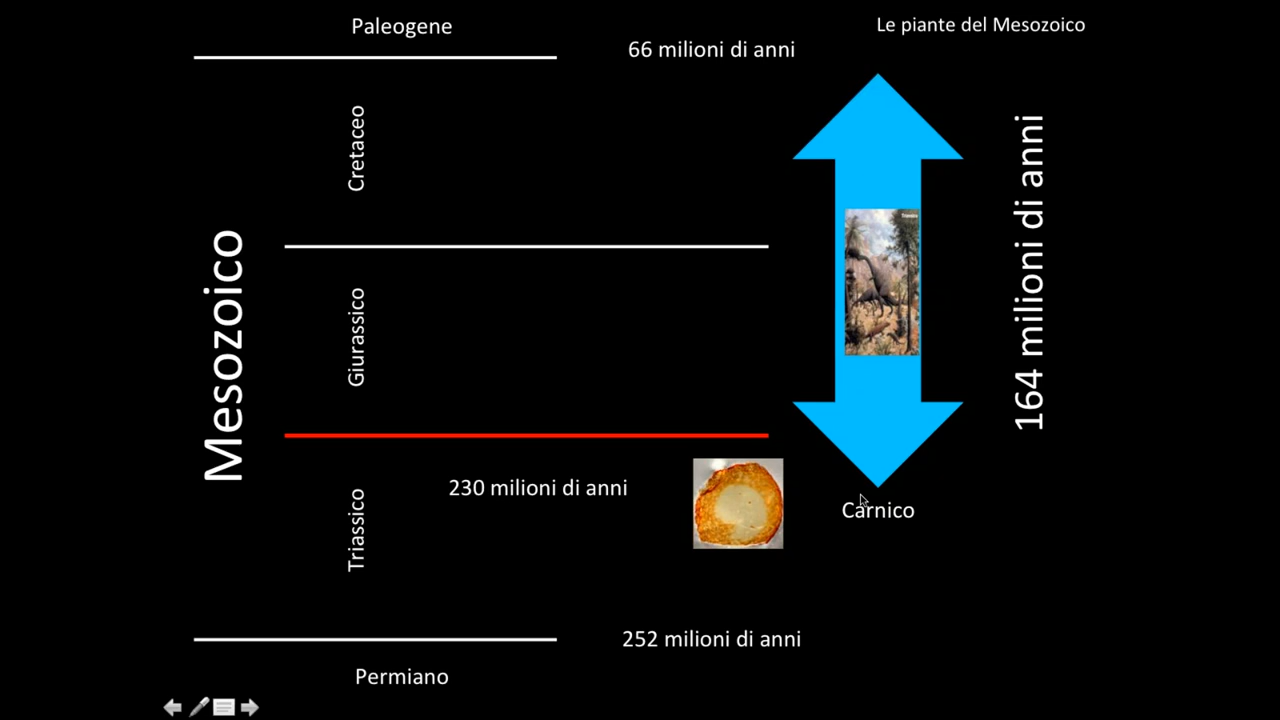 Paleogene
Le piante del Mesozoico
66 milioni di anni
Cretaceo
164 milioni di anni
Mesozoico
Giurassico
230 milioni di anni
Carnico
Triassico
252 milioni di anni
Permiano